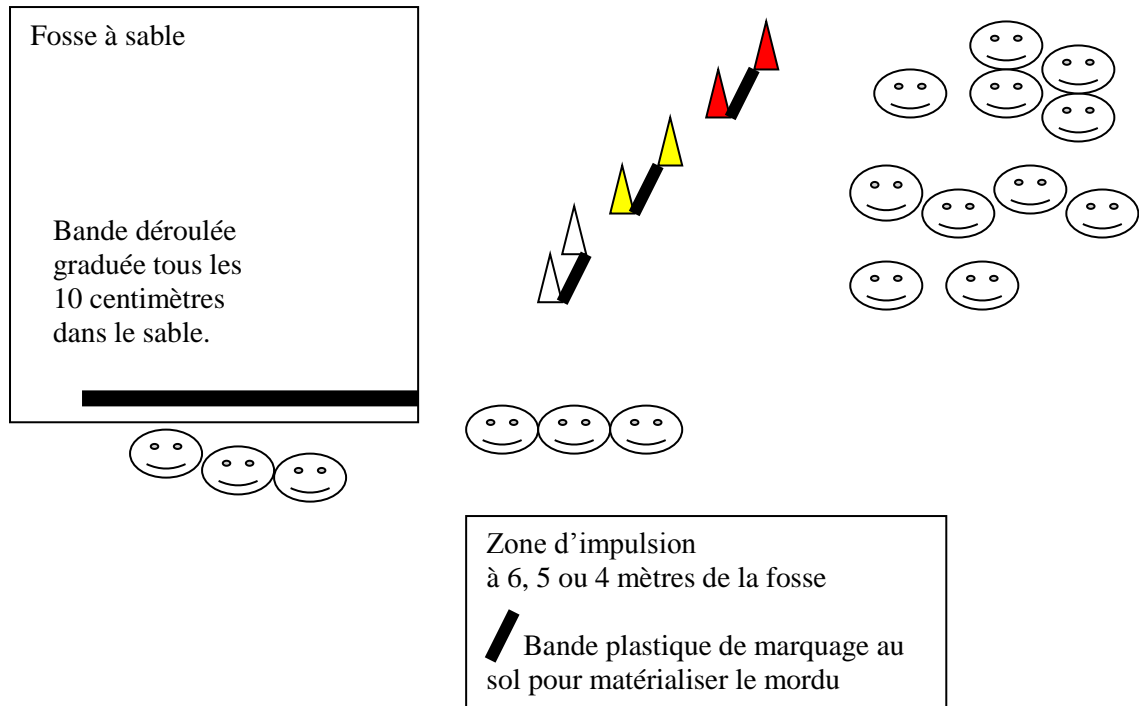 Fosse à sable
Bande déroulée
graduée tous les
10 centimètres
dans le sable.
Zone d’impulsion
à 6, 5 ou 4 mètres de la fosse
Bande plastique de marquage au
sol pour matérialiser le mordu